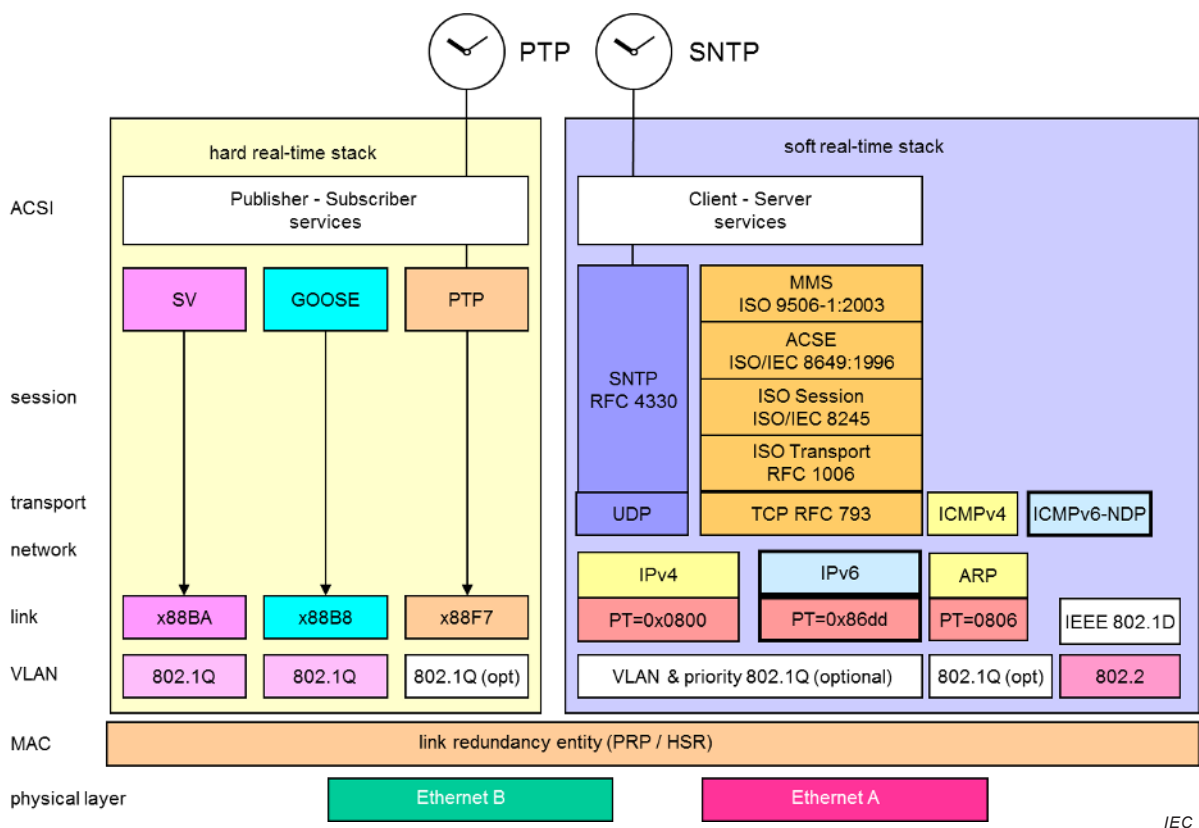 PTP
SNTP
hard real-time stack
soft real-time stack
ACSI
Publisher - Subscriber
services
Client - Server
services
SV
GOOSE
PTP
MMS
ISO 9506-1:2003
ACSE
ISO/IEC 8649:1996
session
SNTP
RFC 4330
ISO Session
ISO/IEC 8245
ISO Transport
RFC 1006
transport
UDP
TCP RFC 793
ICMPv4
ICMPv6-NDP
network
IPv4
IPv6
ARP
link
x88BA
x88B8
x88F7
PT=0x0800
PT=0x86dd
PT=0806
IEEE 802.1D
VLAN
802.1Q
802.1Q
802.1Q (opt)
VLAN & priority 802.1Q (optional)
802.1Q (opt)
802.2
MAC
link redundancy entity (PRP / HSR)
physical layer
Ethernet B
Ethernet A
IEC